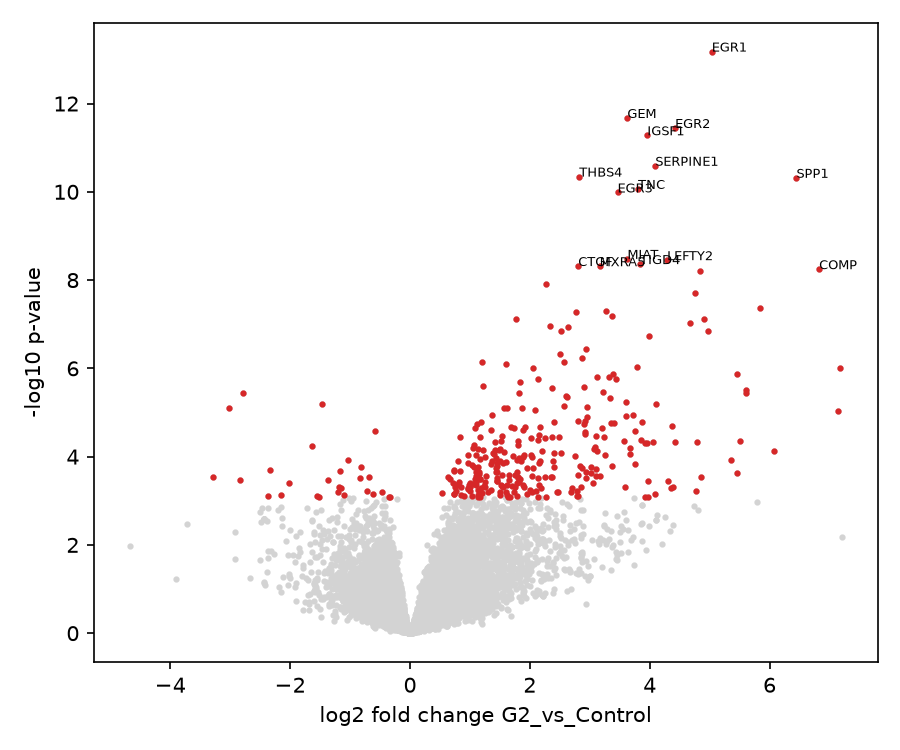 EGR1
GEM
EGR2
IGSF1
SERPINE1
THBS4
SPP1
TNC
EGR3
MIAT
LEFTY2
CTGF
MXRA5
COMP
12
10
8
6
4
2
0
−4
−2
0
2
4
6
-log10 p-value
log2 fold change G2_vs_Control